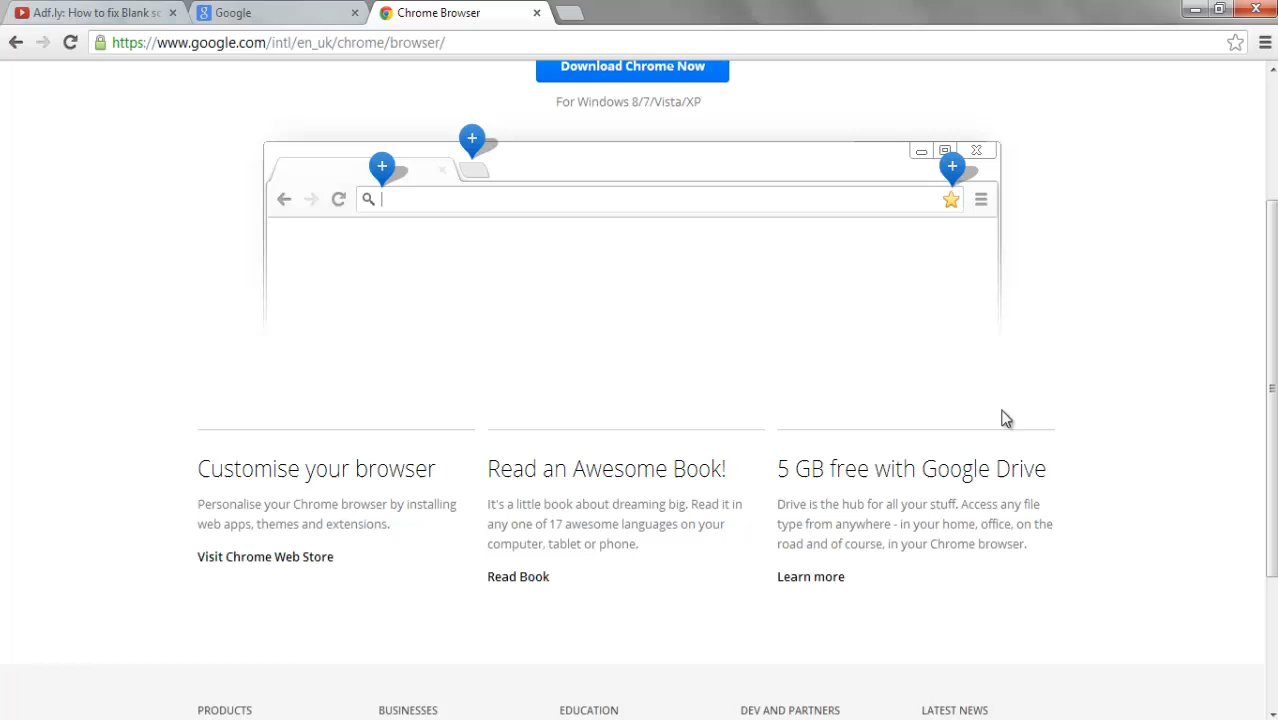 Adf.ly: How to fix Blank sc
Google
Chrome Browser
https://www.google.com/intl/en_uk/chrome/browser/
Download Chrome Now
For Windows 8/7/Vista/XP
Customise your browser
Personalise your Chrome browser by installing
web apps, themes and extensions.
Visit Chrome Web Store
Read an Awesome Book!
It's a little book about dreaming big. Read it in
any one of 17 awesome languages on your
computer, tablet or phone.
Read Book
5 GB free with Google Drive
Drive is the hub for all your stuff. Access any file
type from anywhere - in your home, office, on the
road and of course, in your Chrome browser.
Learn more
PRODUCTS
BUSINESSES
EDUCATION
DEV AND PARTNERS
LATEST NEWS